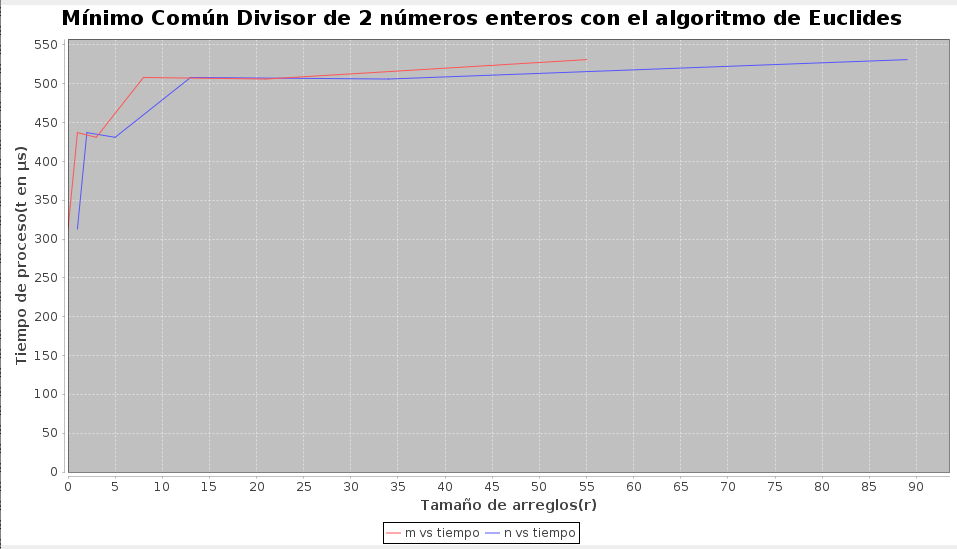 Mínimo Común Divisor de 2 números enteros con el algoritmo de Euclides
Tiempo de proceso(t en µs)
550
500
450
400
350
300
250
200
150
100
50
0
0 5 10 15 20 25 30 35 40 45 50 55 60 65 70 75 80 85 90
Tamaño de arreglos(r)
m vs tiempo n vs tiempo